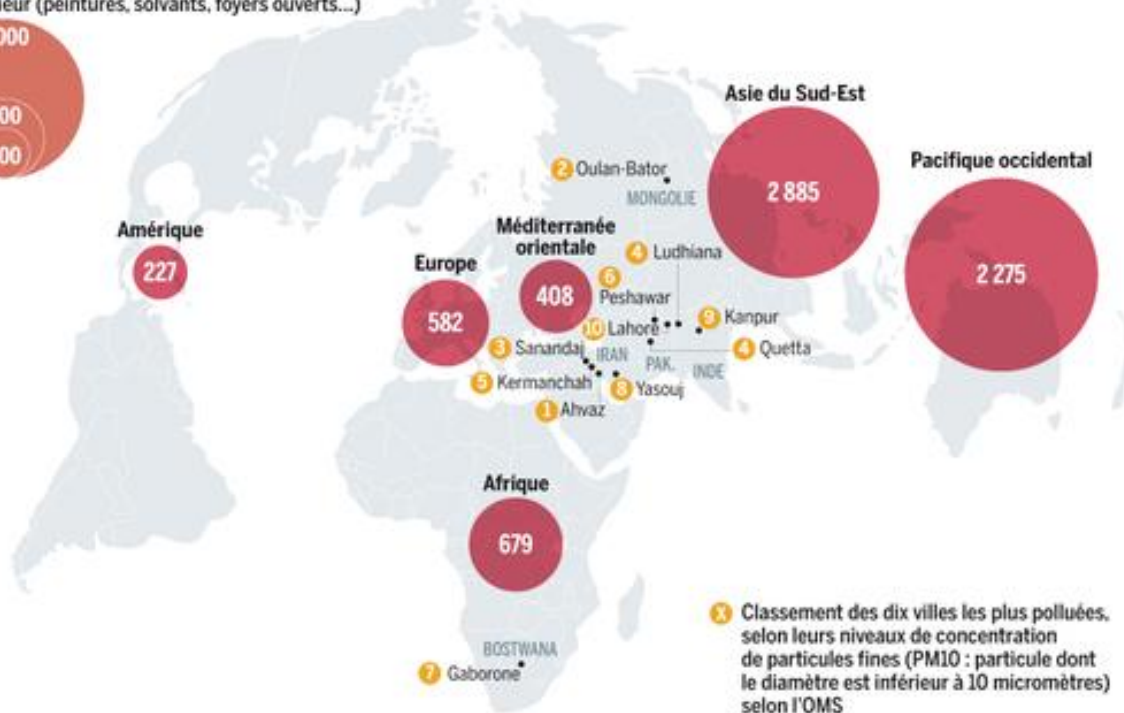 (peintures, solvants, foyers ouverts...)
000
00
00
Asie du Sud-Est
2 885
Pacifique occidental
2 275
2 Oulan-Bator
MONGOLIE
Amérique
227
Méditerranée
orientale
408
Europe
582
4 Ludhiana
6
Peshawar
10 Lahore
9 Kanpur
3 Sanandaj
IRAN
PAK.
INDE
4 Quetta
5 Kermanchah
8 Yasouj
1 Ahvaz
Afrique
679
BOSTWANA
7 Gaborone
X Classement des dix villes les plus polluées,
selon leurs niveaux de concentration
de particules fines (PM10 : particule dont
le diamètre est inférieur à 10 micromètres)
selon l'OMS